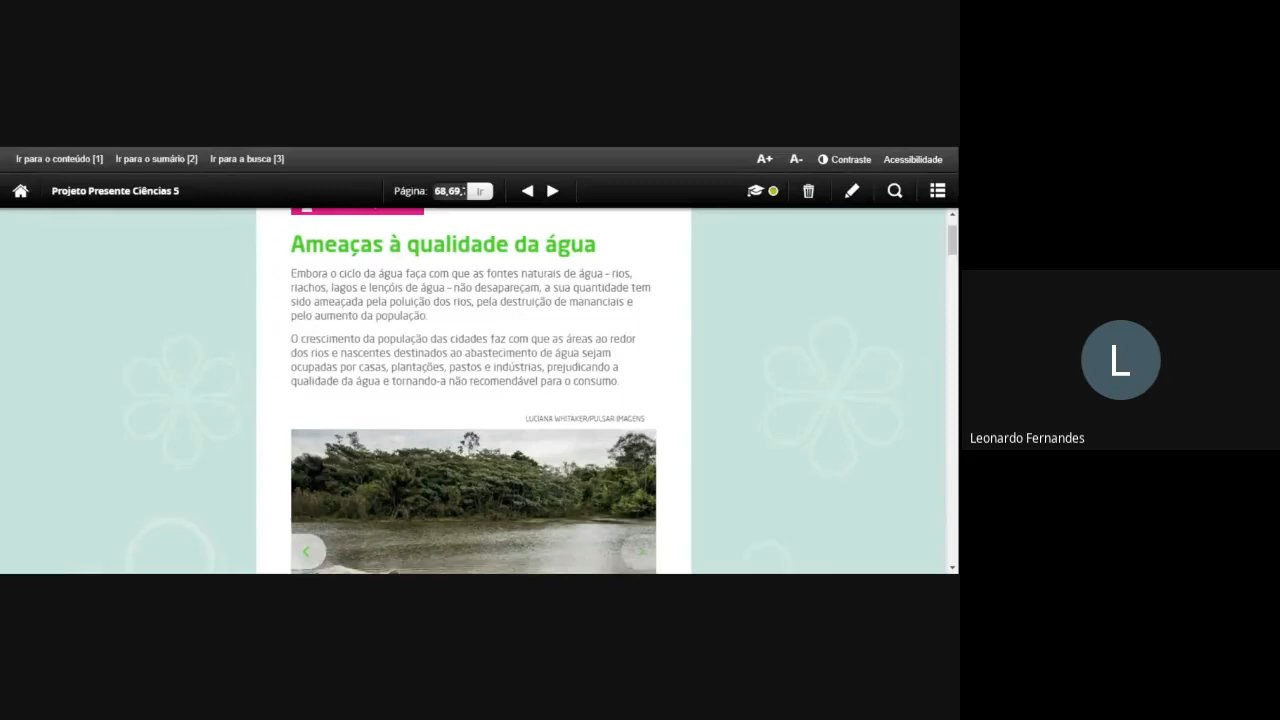 Ir para o conteúdo [1] Ir para o sumário [2] Ir para a busca [3] A+ A- Contraste Acessibilidade
Projeto Presente Ciências 5 Página: 68,69, Ir
Ameaças à qualidade da água
Embora o ciclo da água faça com que as fontes naturais de água – rios,
riachos, lagos e lençóis de água – não desapareçam, a sua quantidade tem
sido ameaçada pela poluição dos rios, pela destruição de mananciais e
pelo aumento da população.
O crescimento da população das cidades faz com que as áreas ao redor
dos rios e nascentes destinados ao abastecimento de água sejam
ocupadas por casas, plantações, pastos e indústrias, prejudicando a
qualidade da água e tornando-a não recomendável para o consumo.
LUCIANA WHITAKER/PULSAR IMAGENS
L
Leonardo Fernandes